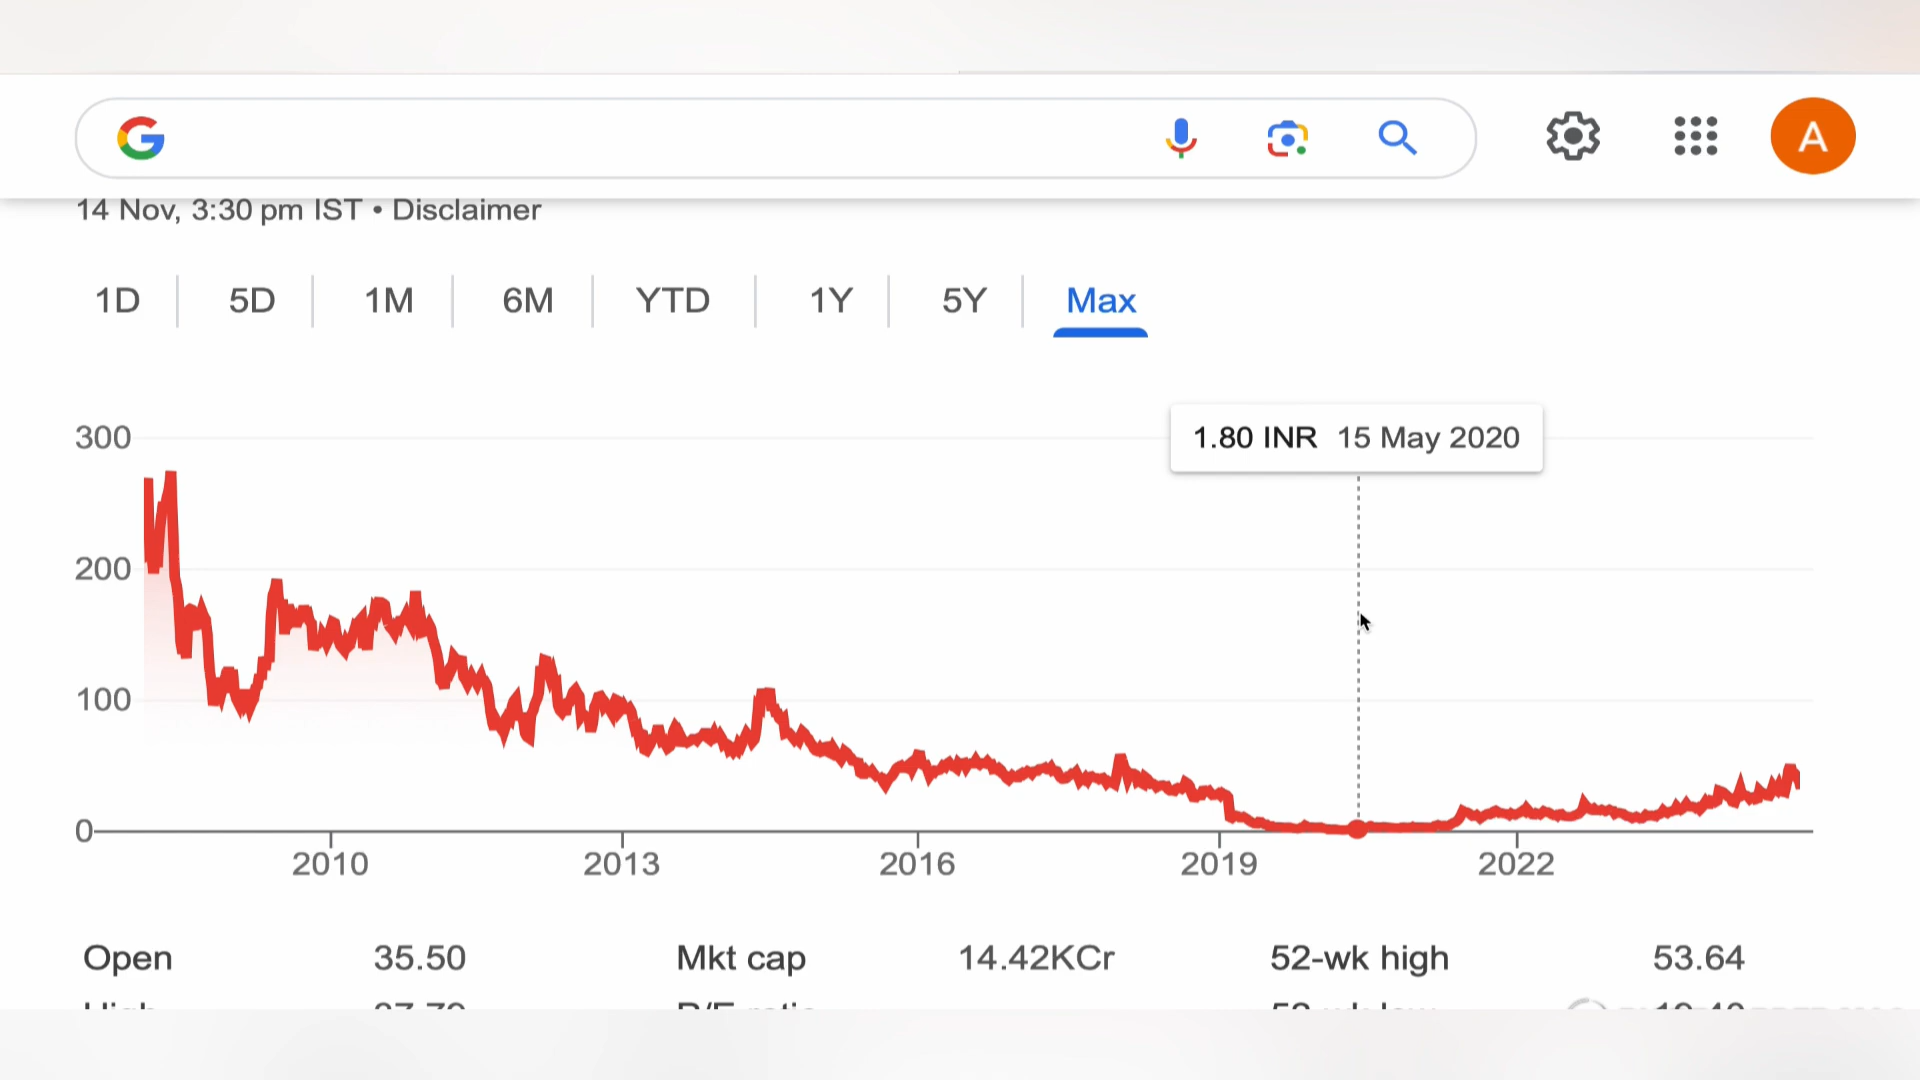 14 Nov, 3:30 pm IST • Disclaimer
1D 5D 1M 6M YTD 1Y 5Y Max
1.80 INR 15 May 2020
300
200
100
0
2010 2013 2016 2019 2022
Open 35.50 Mkt cap 14.42KCr 52-wk high 53.64
A